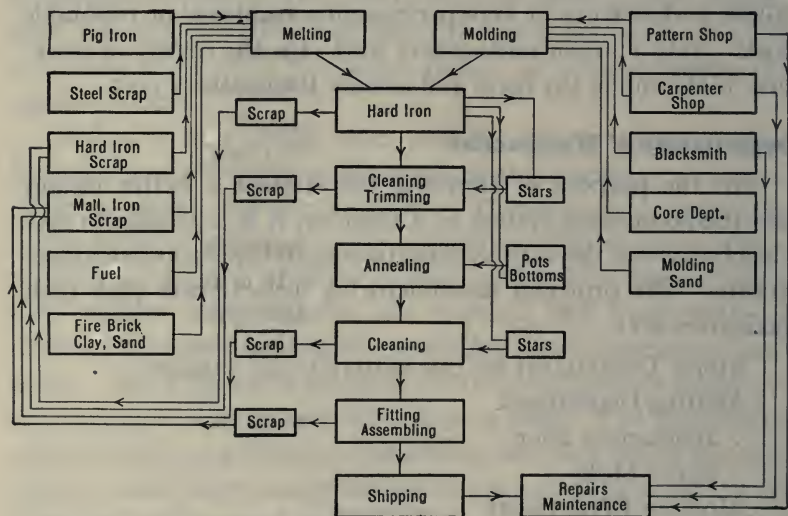 Pig Iron
Melting
Molding
Pattern Shop
Steel Scrap
Scrap
Hard Iron
Carpenter
Shop
Hard Iron
Scrap
Blacksmith
Scrap
Cleaning
Trimming
Stars
Mall. Iron
Scrap
Core Dept.
Fuel
Annealing
Pots
Bottoms
Molding
Sand
Fire Brick
Clay, Sand
Scrap
Cleaning
Stars
Scrap
Fitting
Assembling
Shipping
Repairs
Maintenance